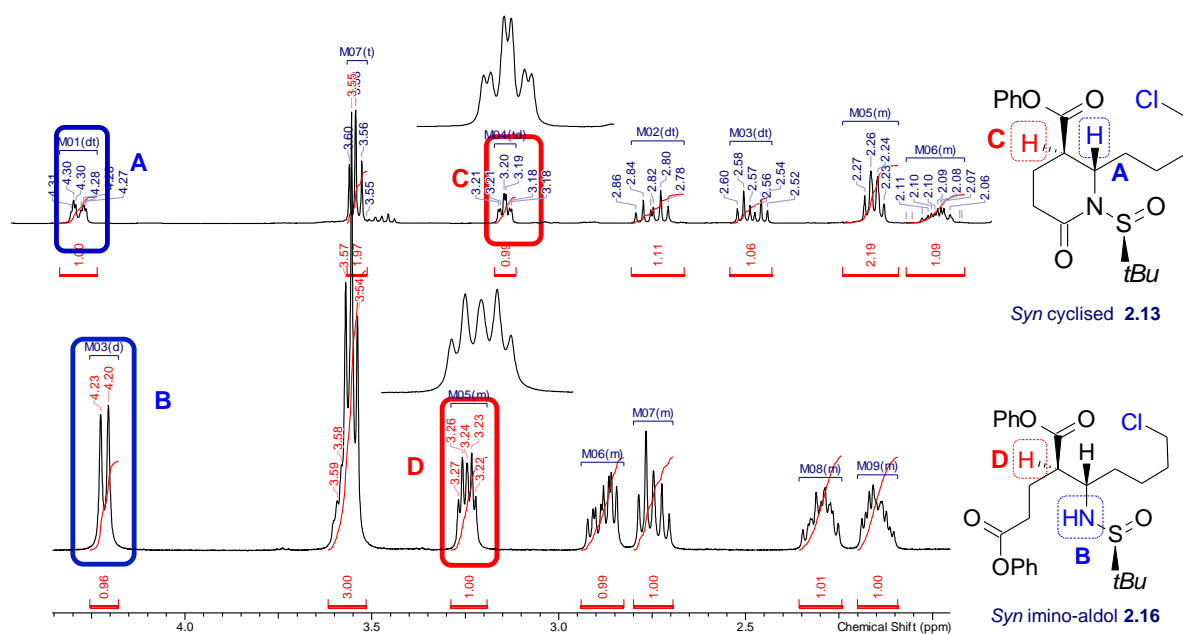 M01(dt)
4.31
4.30
4.30
4.28
4.27
A
M07(t)
3.60
3.55
3.56
3.55
M04(td)
3.21
3.21
3.20
3.19
3.18
3.18
C
M02(dt)
2.86
2.84
2.82
2.80
2.78
M03(dt)
2.60
2.58
2.57
2.56
2.54
2.52
M05(m)
2.27
2.26
2.24
2.23
M06(m)
2.11
2.10
2.10
2.09
2.08
2.07
2.06
1.00
1.97
0.99
1.11
1.06
2.19
1.09
PhO
O
Cl
C
H
H
A
N
S
O
O
tBu
Syn cyclised 2.13
M03(d)
4.23
4.20
B
3.59
3.58
3.57
3.54
M05(m)
3.27
3.26
3.24
3.23
3.22
D
M06(m)
M07(m)
M08(m)
M09(m)
0.96
3.00
1.00
0.99
1.00
1.01
1.00
4.0
3.5
3.0
2.5
Chemical Shift (ppm)
PhO
O
Cl
D
H
H
HN
B
S
O
O
OPh
tBu
Syn imino-aldol 2.16